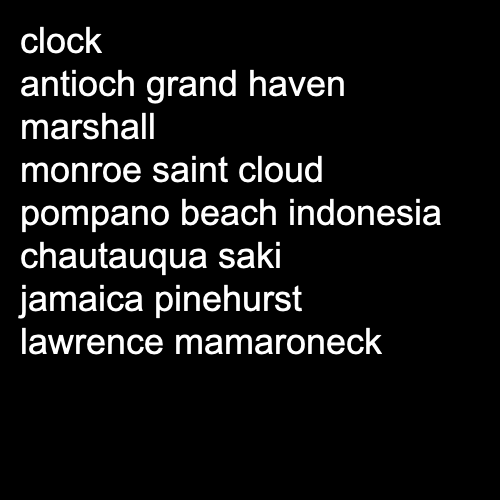 clock
antioch grand haven
marshall
monroe saint cloud
pompano beach indonesia
chautauqua saki
jamaica pinehurst
lawrence mamaroneck